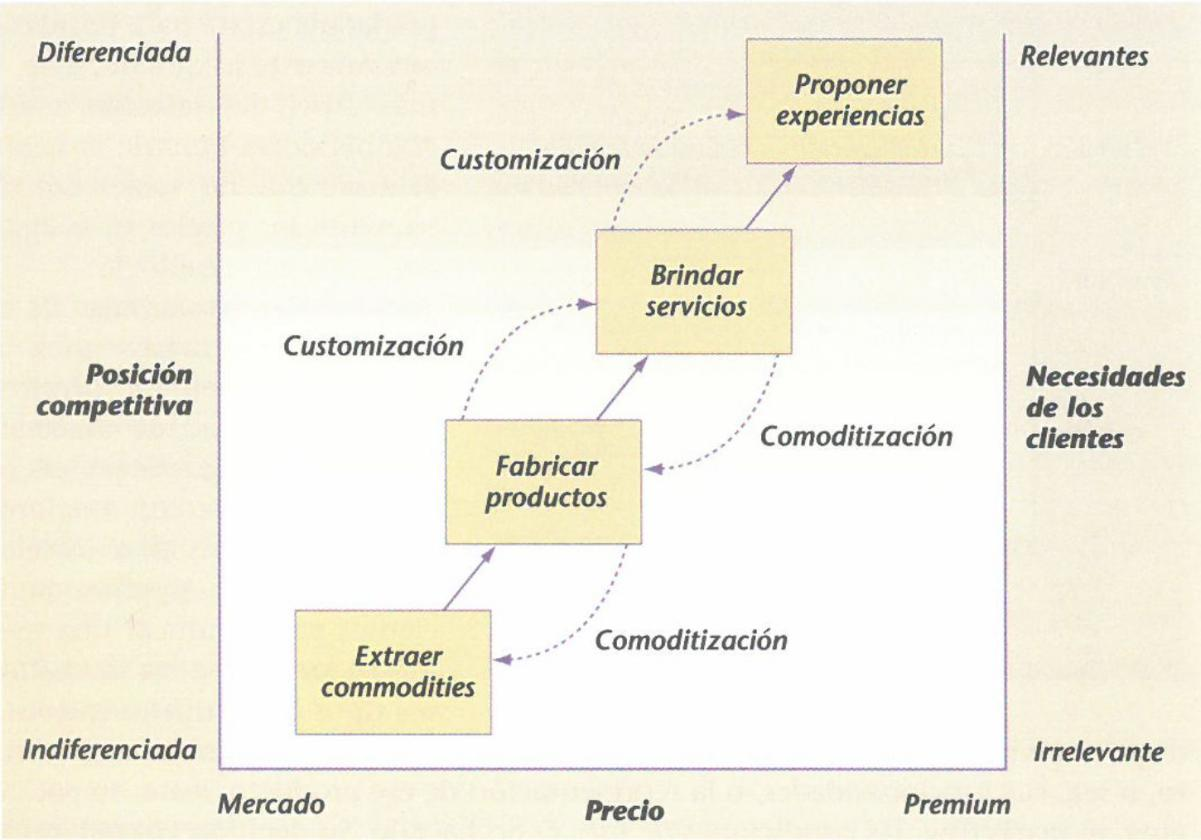 Diferenciada
Relevantes
Proponer
experiencias
Customización
Brindar
servicios
Customización
Posición
competitiva
Necesidades
de los
clientes
Comoditización
Fabricar
productos
Comoditización
Extraer
commodities
Indiferenciada
Irrelevante
Mercado
Precio
Premium